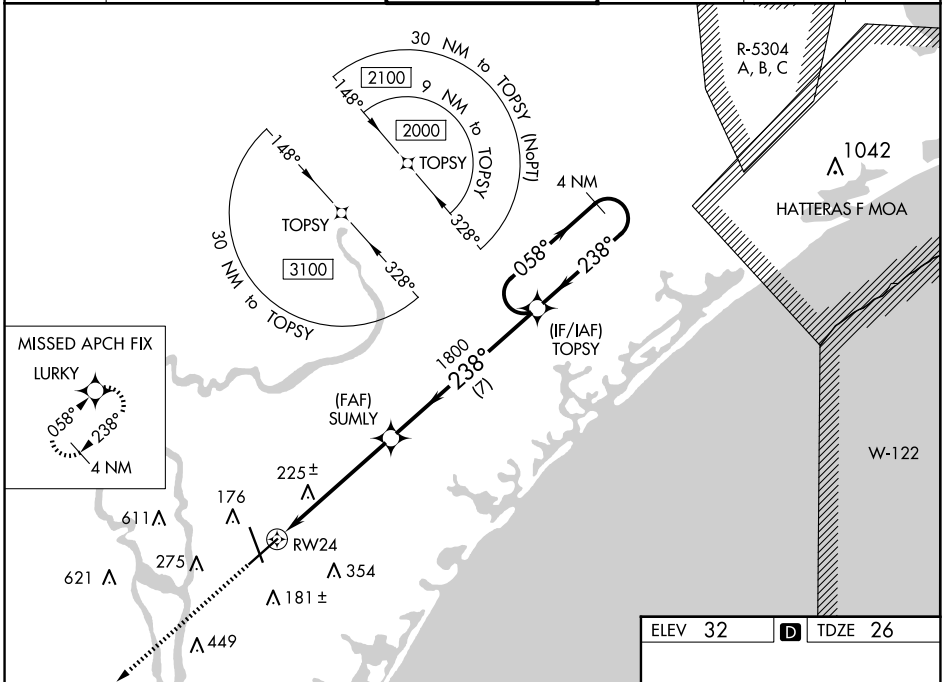 30 NM to TOPSY (NoPT)
2100
148°
9 NM to TOPSY
2000
TOPSY
328°
R-5304
A, B, C
1042
HATTERAS F MOA
148°
TOPSY
328°
3100
30 NM to TOPSY
4 NM
058°
238°
(IF/IAF)
TOPSY
1800
238°
(7)
MISSED APCH FIX
LURKY
058°
238°
4 NM
(FAF)
SUMLY
W-122
225±
176
611
RW24
275
354
621
181±
449
ELEV 32
D
TDZE 26